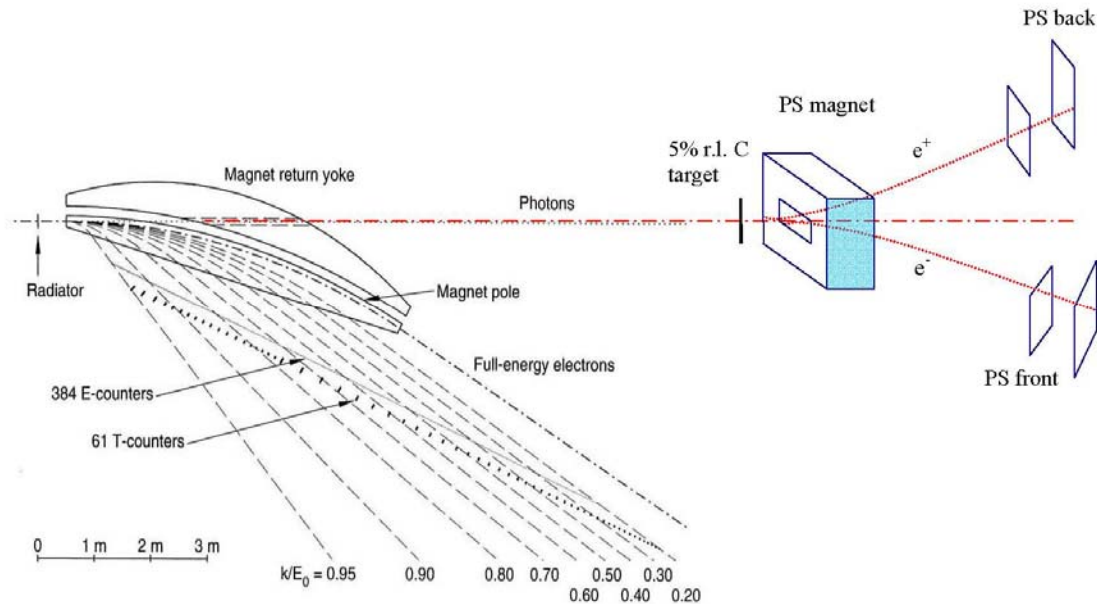 PS back
PS magnet
5% r.l. C
target
e+
Magnet return yoke
Photons
e-
Radiator
Magnet pole
Full-energy electrons
PS front
384 E-counters
61 T-counters
0 1 m 2 m 3 m
k/E0 = 0.95 0.90 0.80 0.70 0.50 0.30
0.60 0.40 0.20